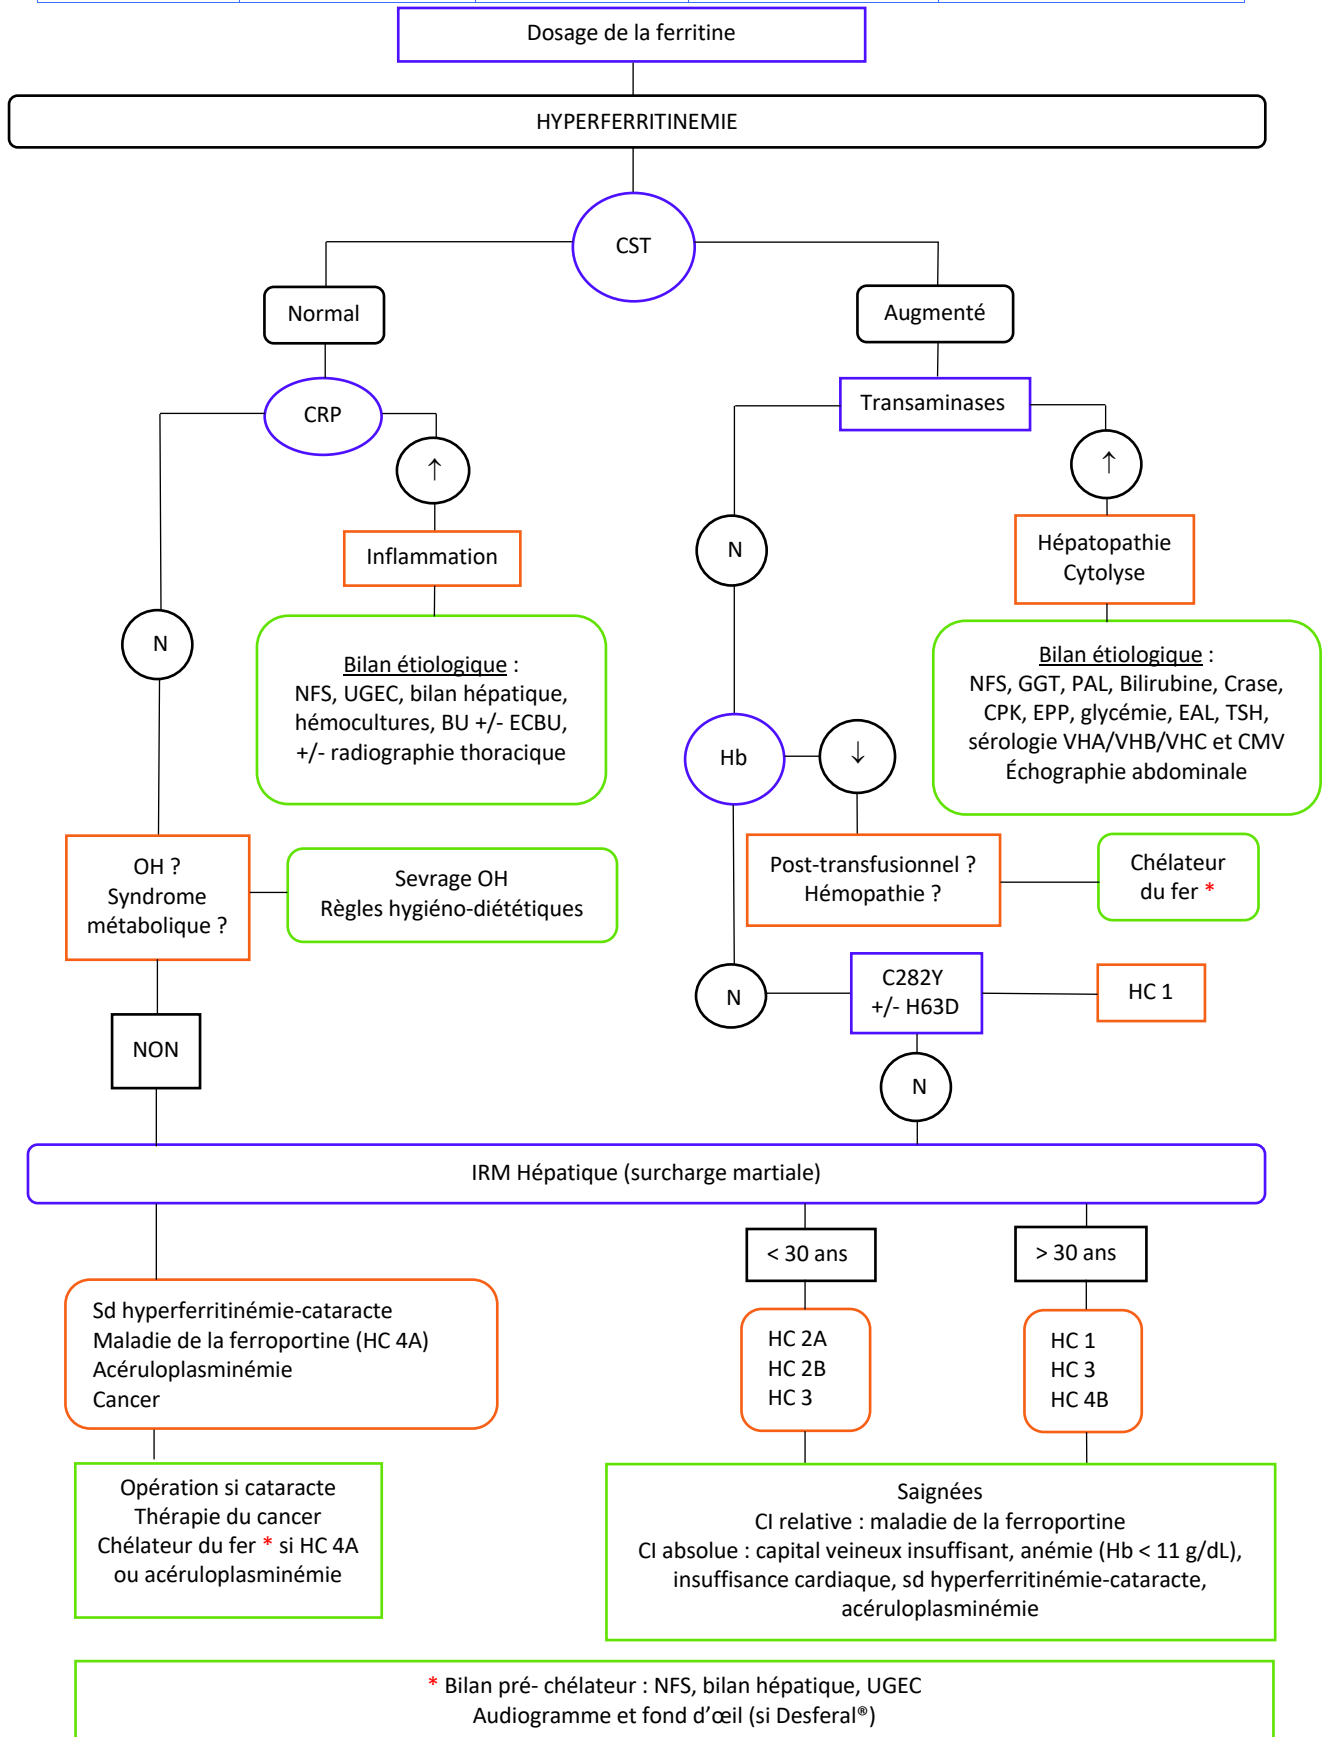 Dosage de la ferritine
HYPERFERRITINEMIE
CST
Normal
Augmenté
CRP
Transaminases
↑
↑
N
Inflammation
Hépatopathie
Cytolyse
N
Bilan étiologique :
NFS, UGEC, bilan hépatique,
hémocultures, BU +/- ECBU,
+/- radiographie thoracique
Bilan étiologique :
NFS, GGT, PAL, Bilirubine, Crase,
CPK, EPP, glycémie, EAL, TSH,
sérologie VHA/VHB/VHC et CMV
Échographie abdominale
Hb
↓
OH ?
Syndrome
métabolique ?
Sevrage OH
Règles hygiéno-diététiques
Post-transfusionnel ?
Hémopathie ?
Chélateur
du fer *
N
C282Y
+/- H63D
HC 1
NON
N
IRM Hépatique (surcharge martiale)
< 30 ans
> 30 ans
Sd hyperferritinémie-cataracte
Maladie de la ferroportine (HC 4A)
Acéruloplasminémie
Cancer
HC 2A
HC 2B
HC 3
HC 1
HC 3
HC 4B
Opération si cataracte
Thérapie du cancer
Chélateur du fer * si HC 4A
ou acéruloplasminémie
Saignées
CI relative : maladie de la ferroportine
CI absolue : capital veineux insuffisant, anémie (Hb < 11 g/dL),
insuffisance cardiaque, sd hyperferritinémie-cataracte,
acéruloplasminémie
* Bilan pré- chélateur : NFS, bilan hépatique, UGEC
Audiogramme et fond d’œil (si Desferal®)